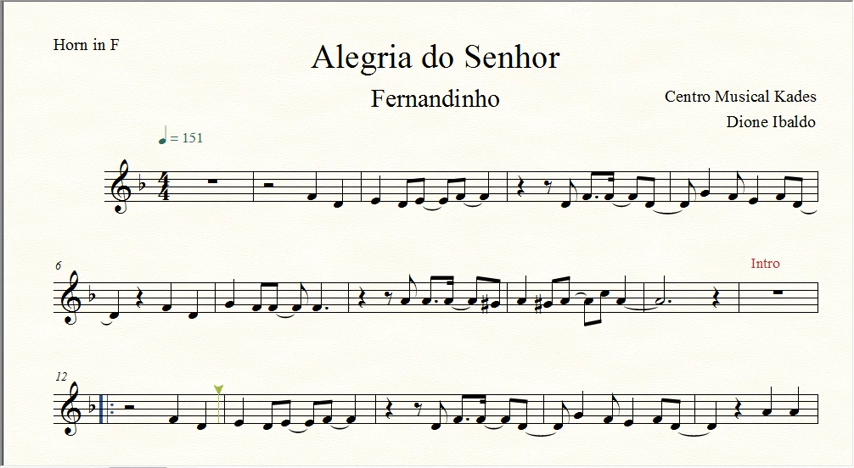 Horn in F
Alegria do Senhor
Fernandinho
Centro Musical Kades
Dione Ibaldo
= 151
4
4
6
Intro
12